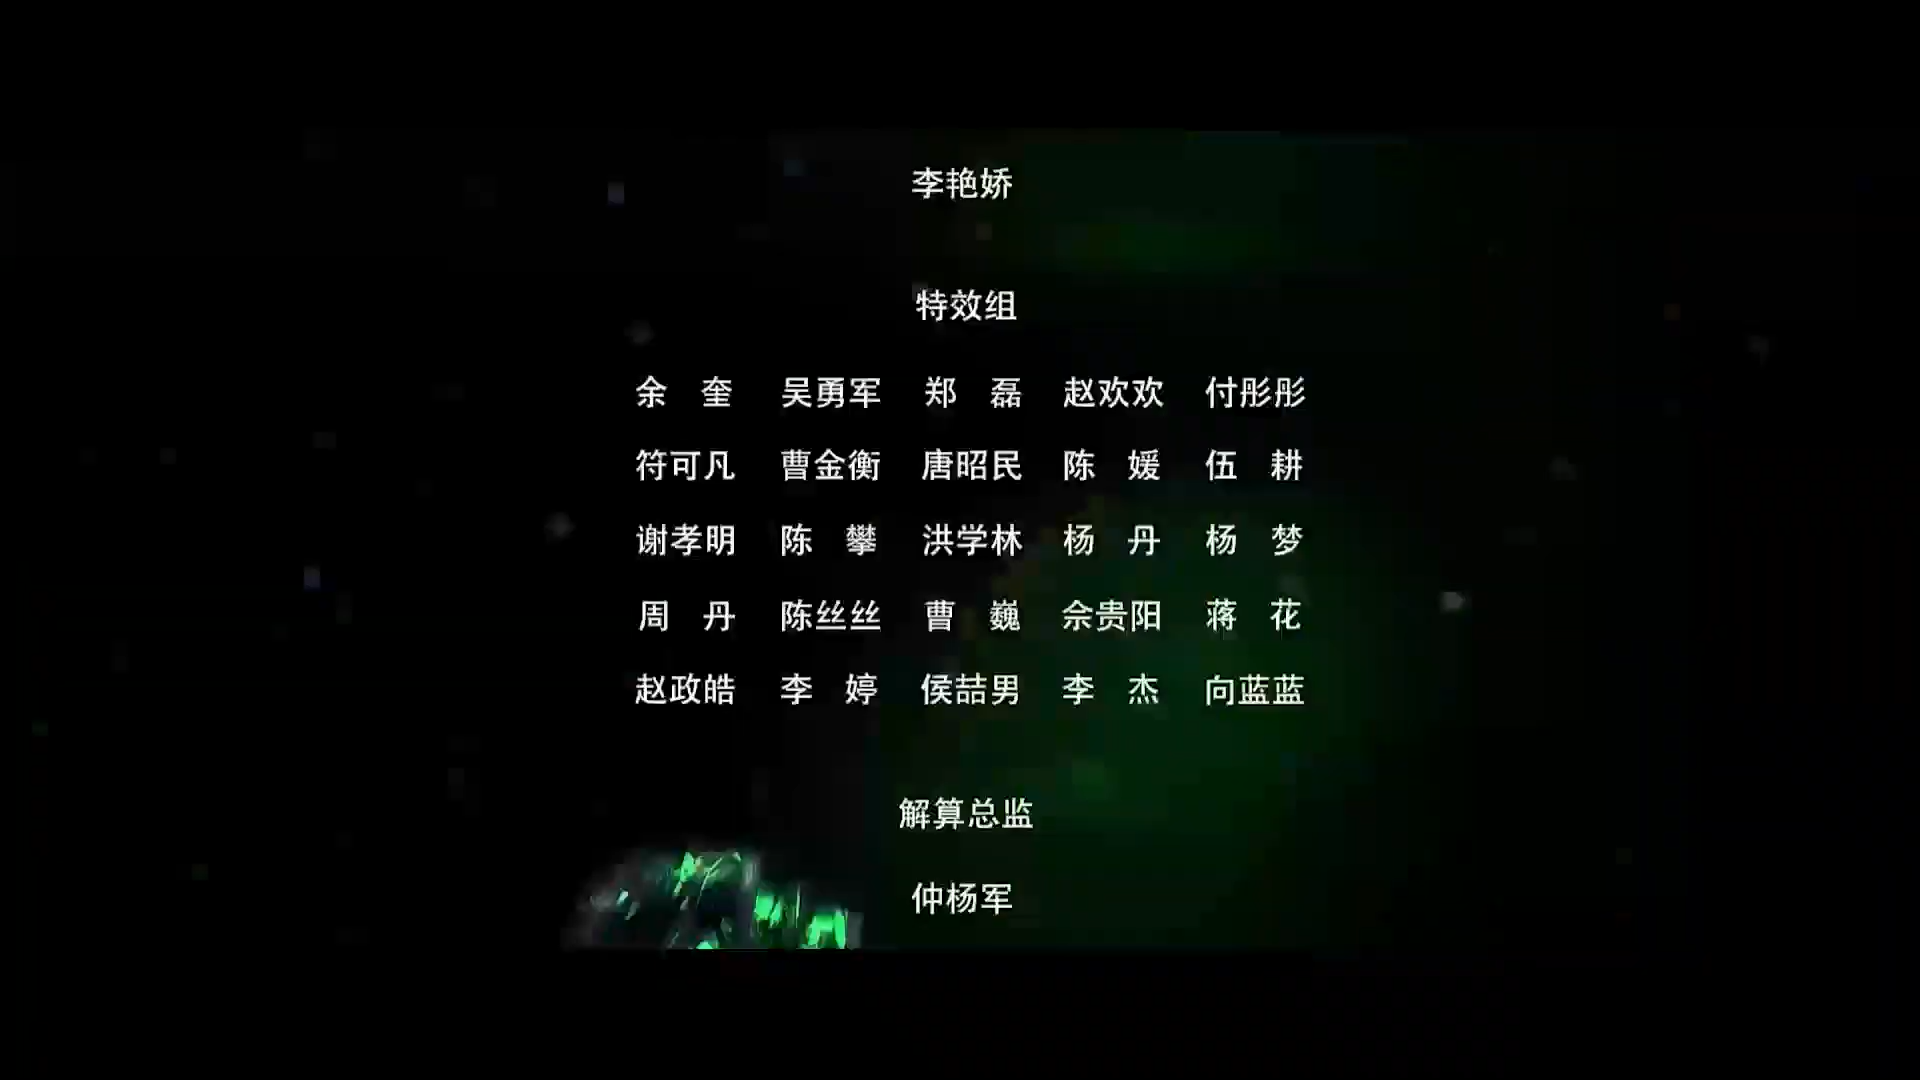 李艳娇
特效组
余 奎 吴勇军 郑 磊 赵欢欢 付彤彤
符可凡 曹金衡 唐昭民 陈 媛 伍 耕
谢孝明 陈 攀 洪学林 杨 丹 杨 梦
周 丹 陈丝丝 曹 巍 佘贵阳 蒋 花
赵政皓 李 婷 侯喆男 李 杰 向蓝蓝
解算总监
仲杨军